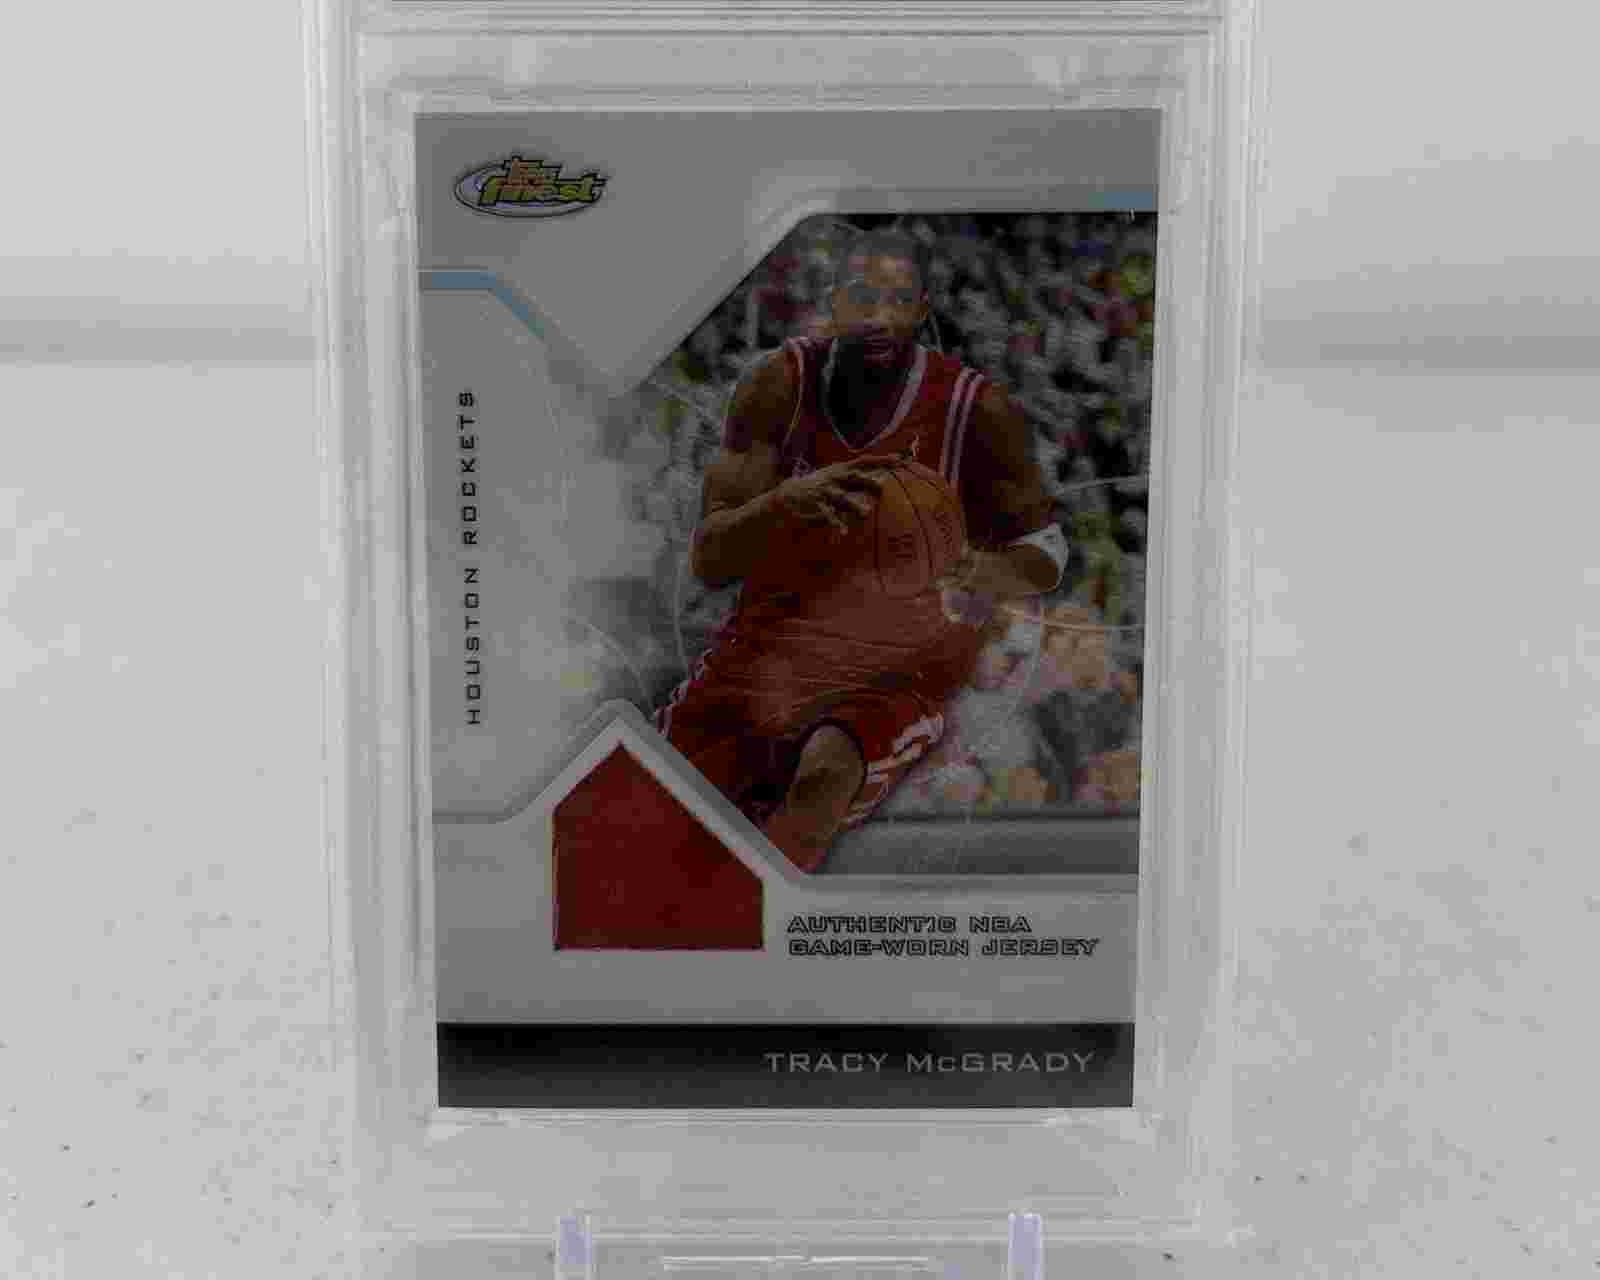 Topps
finest
HOUSTON ROCKETS
AUTHENTIC NBA
GAME-WORN JERSEY
TRACY McGRADY